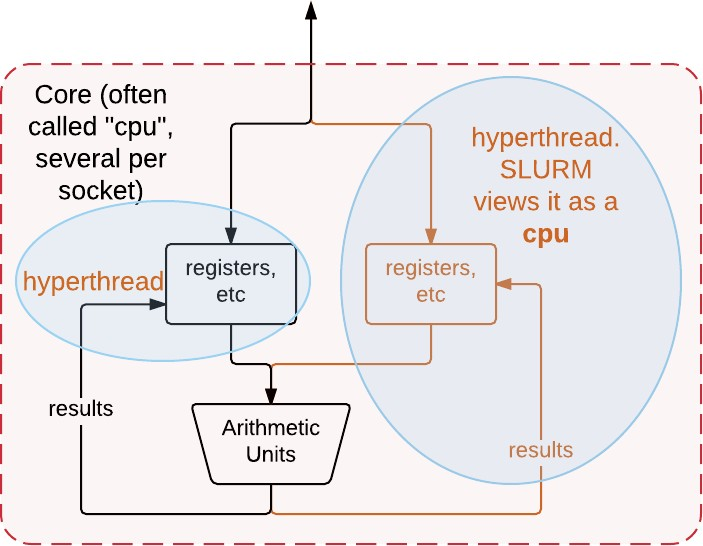 Core (often
called "cpu",
several per
socket)
hyperthread.
SLURM
views it as a
cpu
hyperthread
registers,
etc
registers,
etc
results
Arithmetic
Units
results